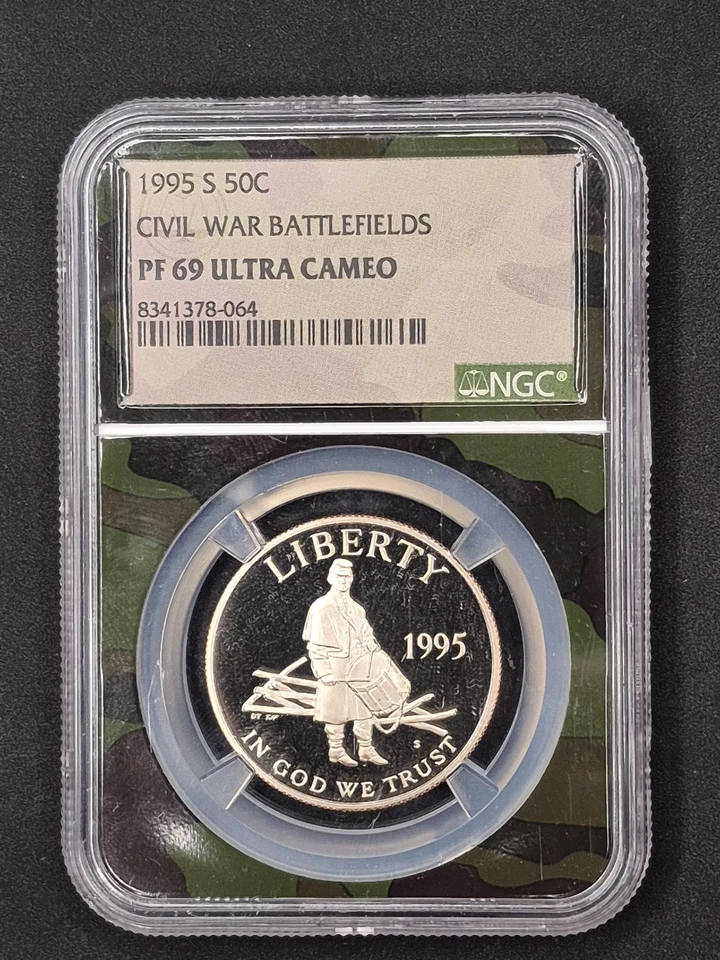 1995 S 50C
CIVIL WAR BATTLEFIELDS
PF 69 ULTRA CAMEO
8341378-064
NGC®
LIBERTY
1995
S
IN GOD WE TRUST